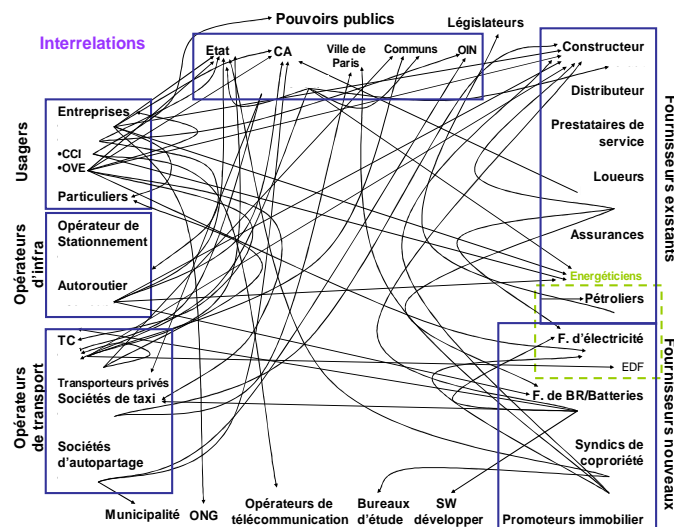 Interrelations
Pouvoirs publics
Législateurs
Etat
CA
Ville de
Paris
Communs
OIN
Usagers
Entreprises
•CCI
•OVE
Particuliers
Opérateurs
d'infra
Opérateur de
Stationnement
Autoroutier
Opérateurs
de transport
TC
Transporteurs privés
Sociétés de taxi
Sociétés
d'autopartage
Municipalité
ONG
Opérateurs de
télécommunication
Bureaux
d'étude
SW
développer
Fournisseurs existants
Constructeur
Distributeur
Prestataires de
service
Loueurs
Assurances
Energéticiens
Pétroliers
Fournisseurs nouveaux
F. d'électricité
EDF
F. de BR/Batteries
Syndics de
coproriété
Promoteurs immobilier